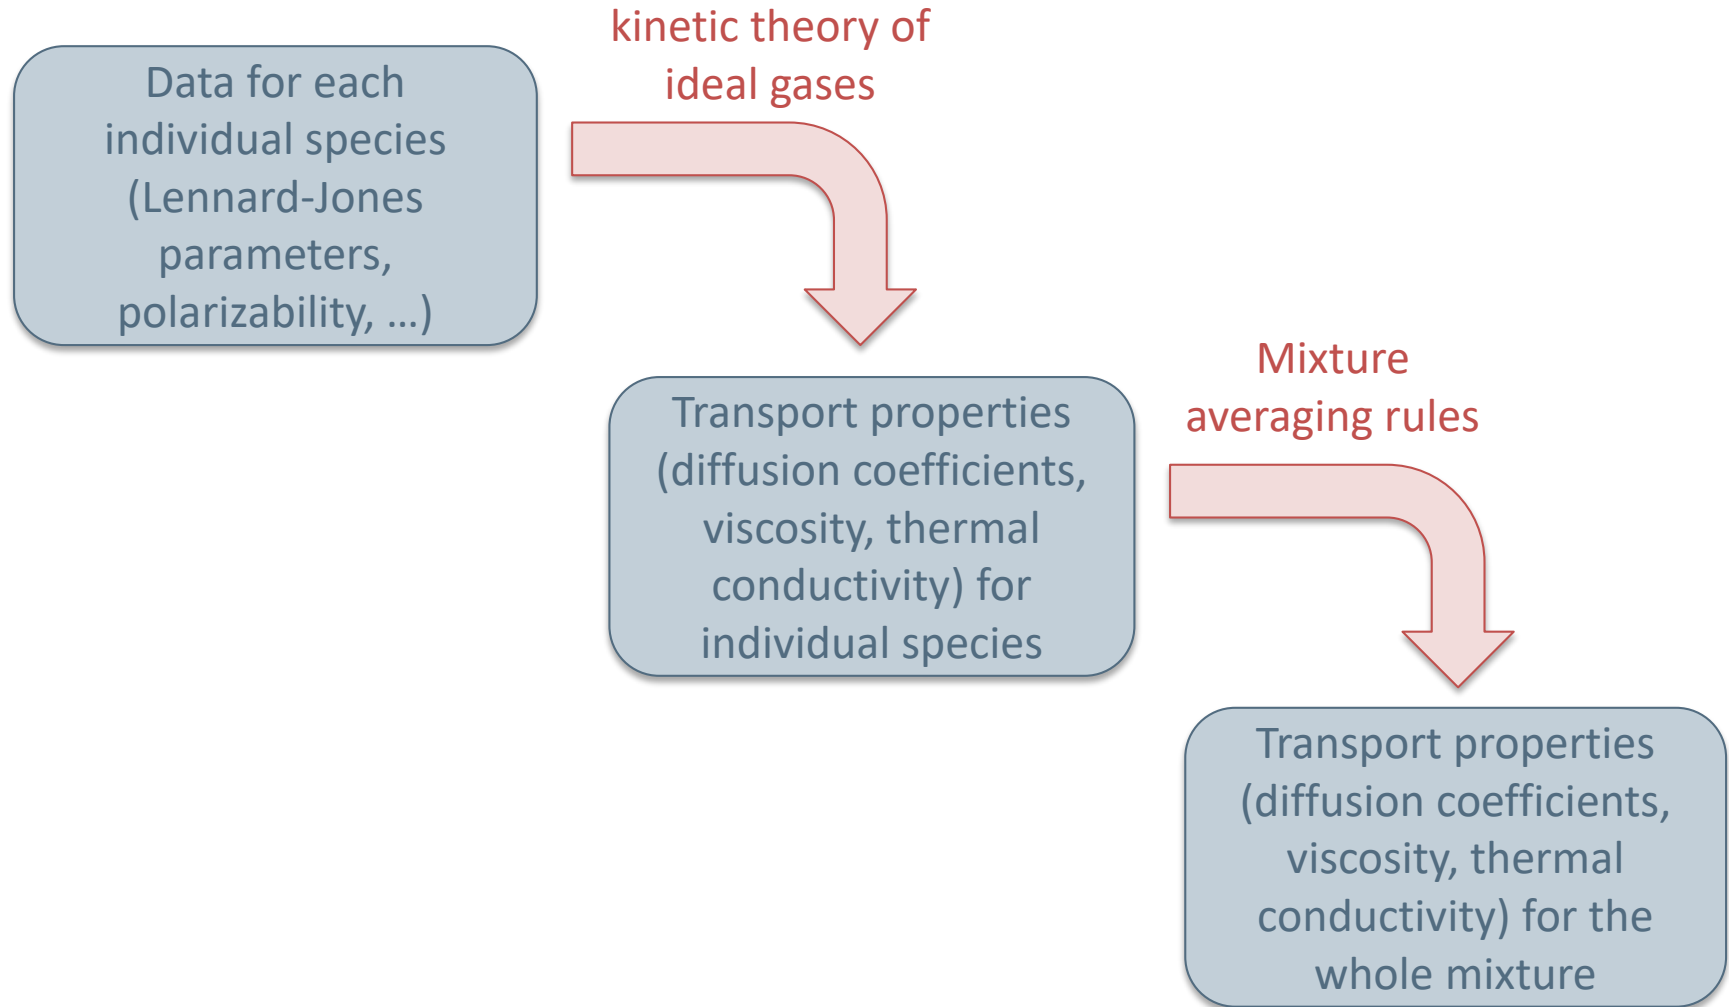 kinetic theory of
ideal gases
Data for each
individual species
(Lennard-Jones
parameters,
polarizability, ...)
Mixture
averaging rules
Transport properties
(diffusion coefficients,
viscosity, thermal
conductivity) for
individual species
Transport properties
(diffusion coefficients,
viscosity, thermal
conductivity) for the
whole mixture